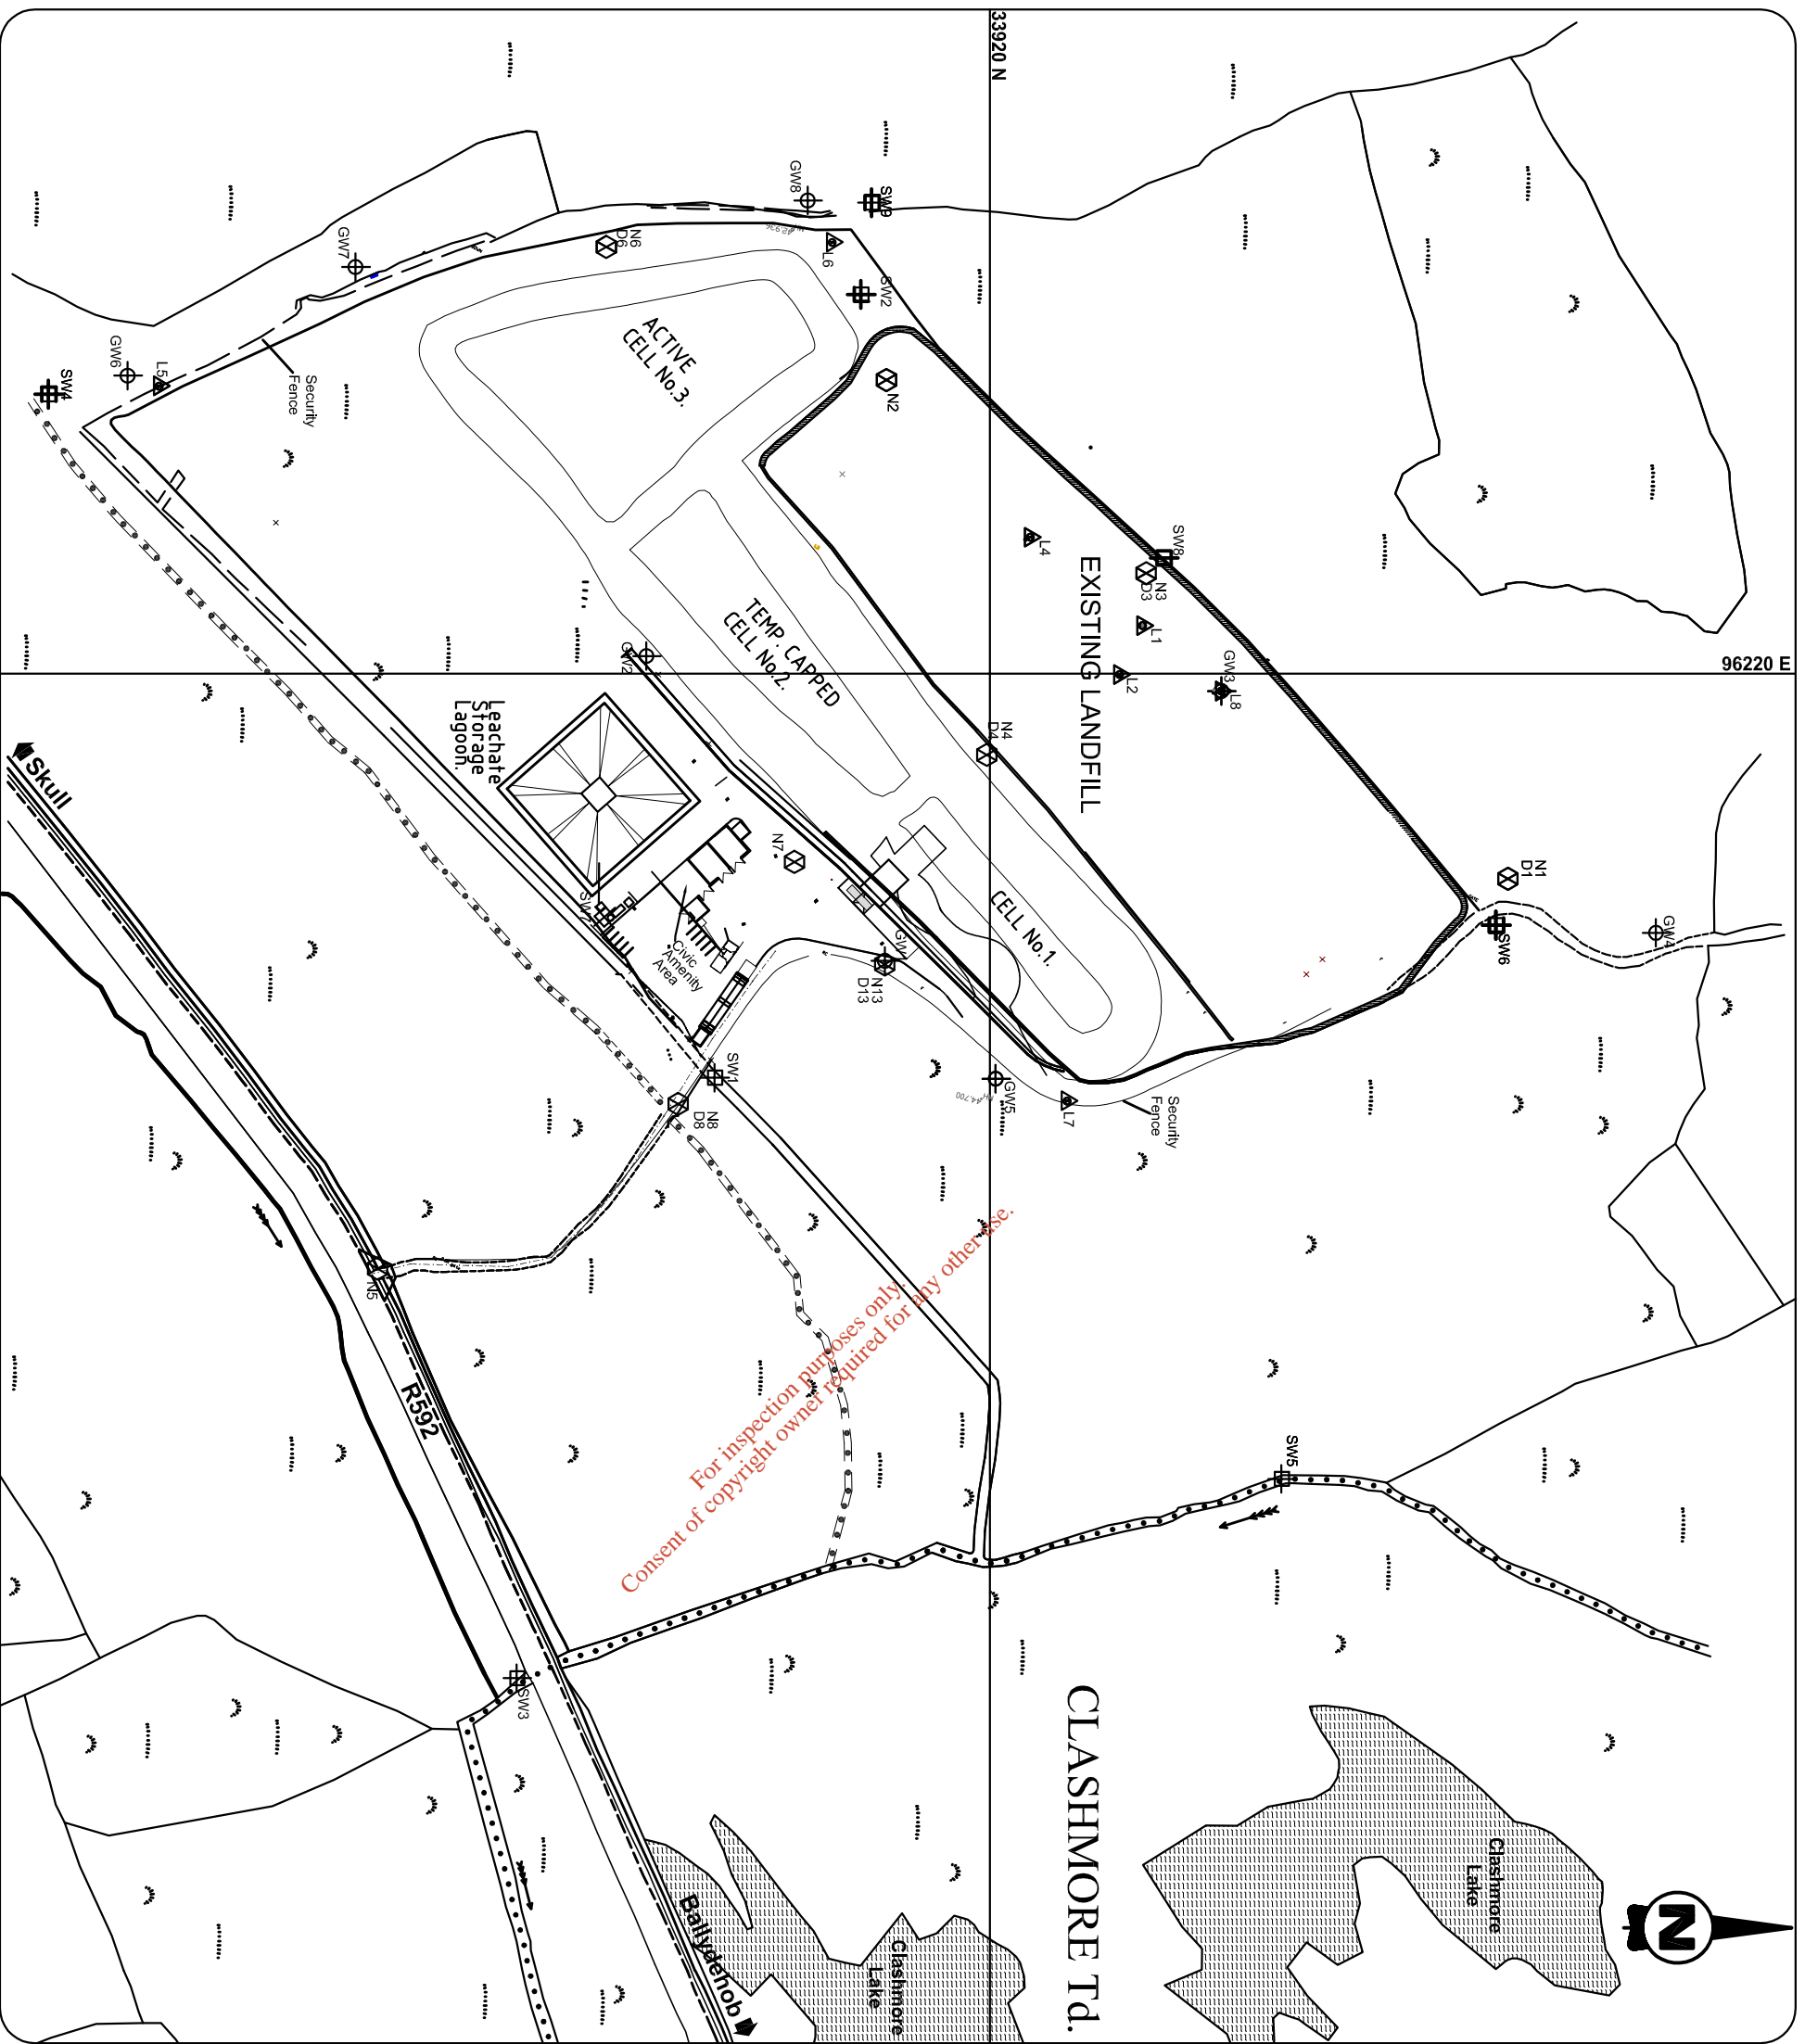 33920 N
96220 E
GW8
SW9
GW7
N6
D6
L6
SW2
GW6
L5
SW4
Security
Fence
ACTIVE
CELL No.3.
N2
L4
SW8
N3
D3
L1
L2
GW3
L8
EXISTING LANDFILL
TEMP. CAPPED
CELL No.2.
GW2
N4
D4
Leachate
Storage
Lagoon.
N7
N1
D1
SW6
GW4
CELL No.1.
Civic
Amenity
Area
N13
D13
SW1
N8
D8
GW5
L7
Security
Fence
Skull
N5
R592
SW5
SW3
For inspection purposes only.
Consent of copyright owner required for any other use.
CLASHMORE Td.
Clashmore
Lake
Clashmore
Lake
Ballydehob
N